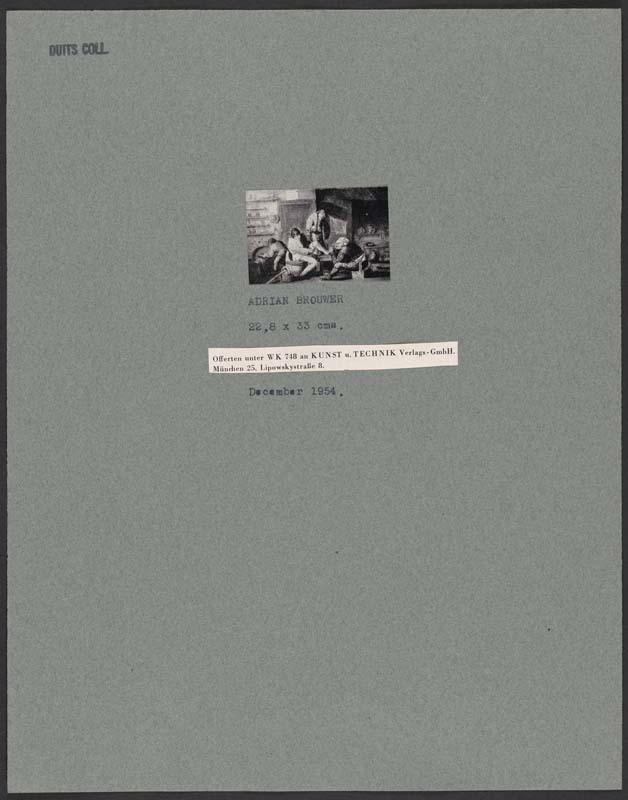 DUITS COLL.
ADRIAN BROUWER
22,8 x 33 cms.
Offerten unter WK 748 an KUNST u. TECHNIK Verlags-GmbH.
München 25, Lipowskystraße 8.
December 1954.